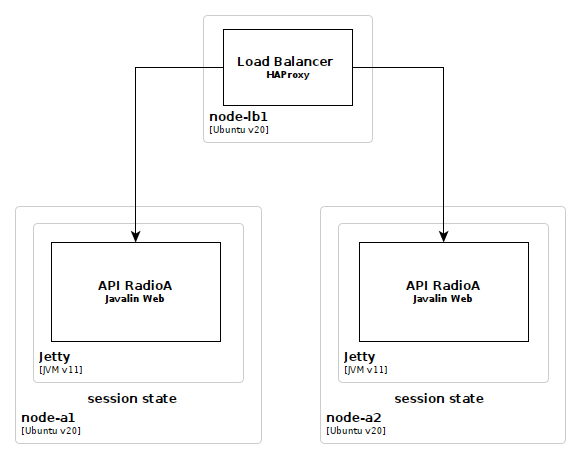 Load Balancer
HAProxy
node-lb1
[Ubuntu v20]
API RadioA
Javalin Web
Jetty
[JVM v11]
session state
node-a1
[Ubuntu v20]
API RadioA
Javalin Web
Jetty
[JVM v11]
session state
node-a2
[Ubuntu v20]